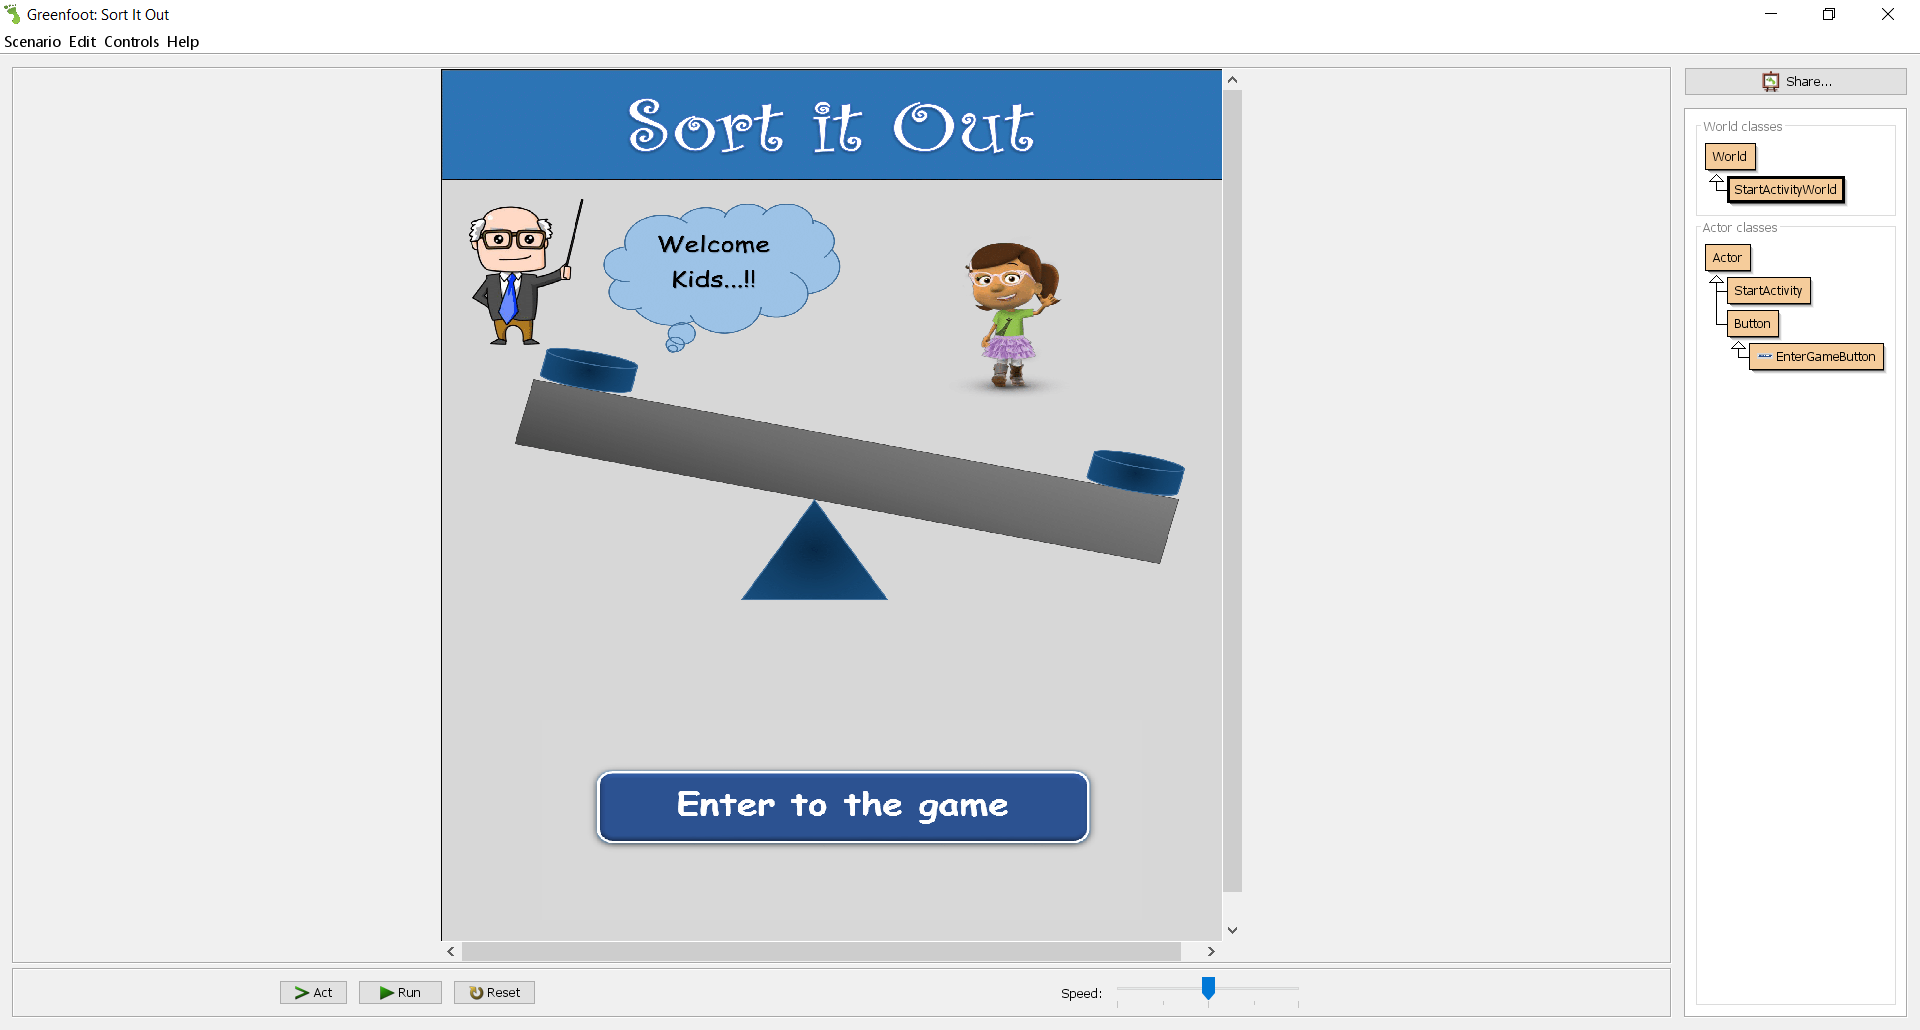 Greenfoot: Sort It Out
Scenario Edit Controls Help
Sort it Out
Welcome
Kids...!!
Enter to the game
Act
Run
Reset
Speed:
Share...
World classes
World
StartActivityWorld
Actor classes
Actor
StartActivity
Button
EnterGameButton